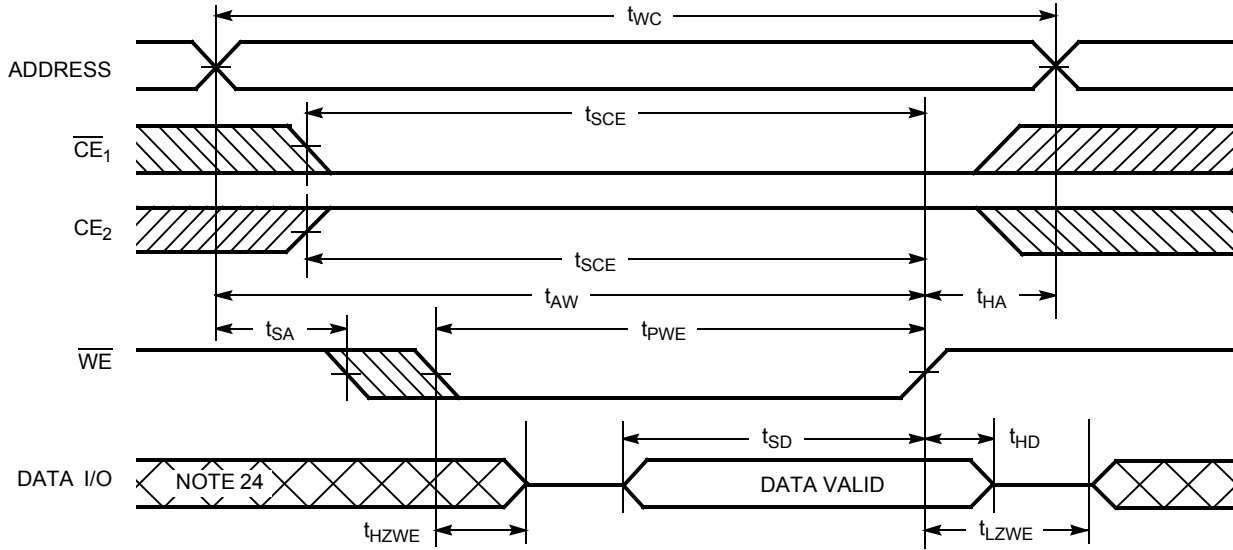 tWC
ADDRESS
tSCE
CE1
CE2
tSCE
tAW
tHA
tSA
tPWE
WE
tSD
tHD
DATA I/O
NOTE 24
DATA VALID
tHZWE
tLZWE